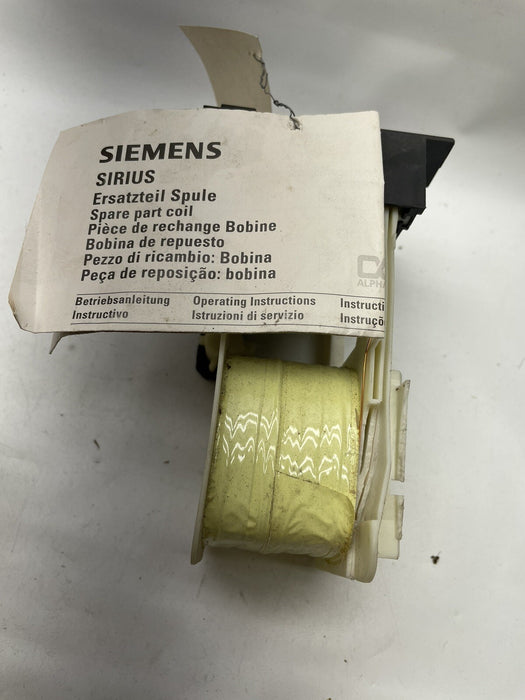 SIEMENS
SIRIUS
Ersatzteil Spule
Spare part coil
Pièce de rechange Bobine
Bobina de repuesto
Pezzo di ricambio: Bobina
Peça de reposição: bobina
Betriebsanleitung Operating Instructions
Instructivo Istruzioni di servizio